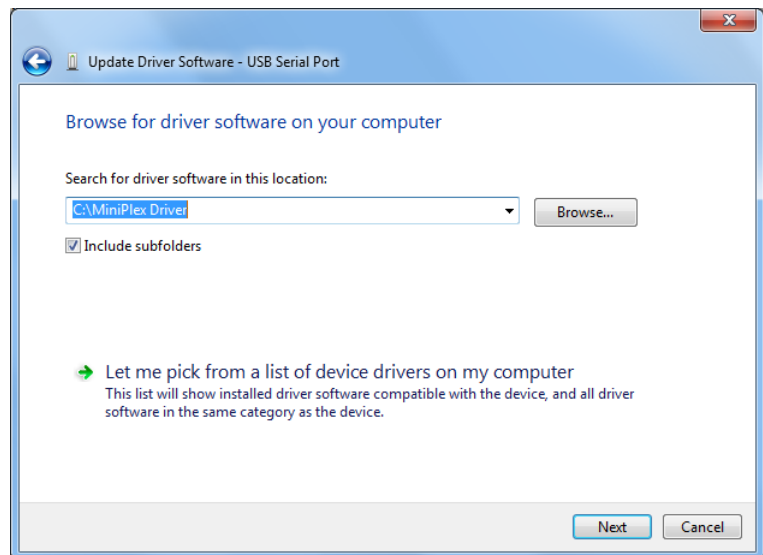 Update Driver Software - USB Serial Port
Browse for driver software on your computer
Search for driver software in this location:
C:\MiniPlex Driver
Browse...
Include subfolders
Let me pick from a list of device drivers on my computer
This list will show installed driver software compatible with the device, and all driver
software in the same category as the device.
Next
Cancel